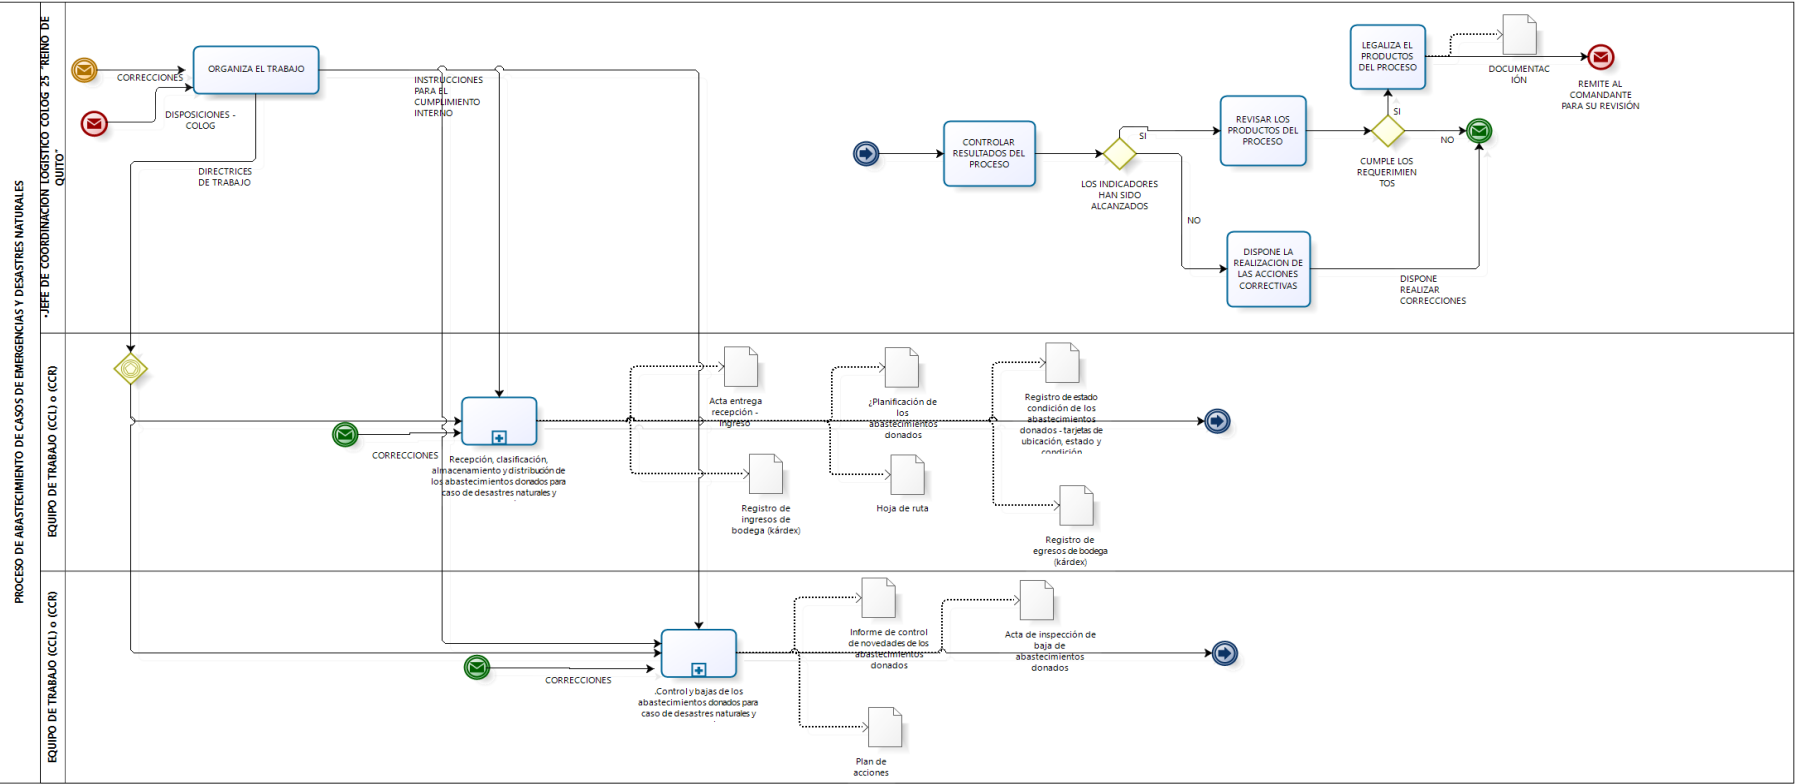 PROCESO DE ABASTECIMIENTO DE CASOS DE EMERGENCIAS Y DESASTRES NATURALES
.JEFE DE COORDINACION LOGISTICO COLOG 25 "REINO DE
QUITO"
CORRECCIONES
ORGANIZA EL TRABAJO
DISPOSICIONES -
COLOG
DIRECTRICES
DE TRABAJO
INSTRUCCIONES
PARA EL
CUMPLIMIENTO
INTERNO
CONTROLAR
RESULTADOS DEL
PROCESO
LOS INDICADORES
HAN SIDO
ALCANZADOS
SI
NO
REVISAR LOS
PRODUCTOS DEL
PROCESO
CUMPLE LOS
REQUERIMIEN
TOS
SI
NO
LEGALIZA EL
PRODUCTOS
DEL PROCESO
DOCUMENTAC
IÓN
REMITE AL
COMANDANTE
PARA SU REVISIÓN
DISPONE LA
REALIZACION DE
LAS ACCIONES
CORRECTIVAS
DISPONE
REALIZAR
CORRECCIONES
EQUIPO DE TRABAJO (CCL) o (CCR)
CORRECCIONES
Recepción, clasificación,
almacenamiento y distribución de
los abastecimientos donados para
caso de desastres naturales y
Acta entrega
recepción -
ingreso
Registro de
ingresos de
bodega (kárdex)
¿Planificación de
los
abastecimientos
donados
Hoja de ruta
Registro de estado
condición de los
abastecimientos
donados - tarjetas de
ubicación, estado y
condición
Registro de
egresos de bodega
(kárdex)
EQUIPO DE TRABAJO (CCL) o (CCR)
CORRECCIONES
.Control y bajas de los
abastecimientos donados para
caso de desastres naturales y
Informe de control
de novedades de los
abastecimientos
donados
Plan de
acciones
Acta de inspección de
baja de
abastecimientos
donados